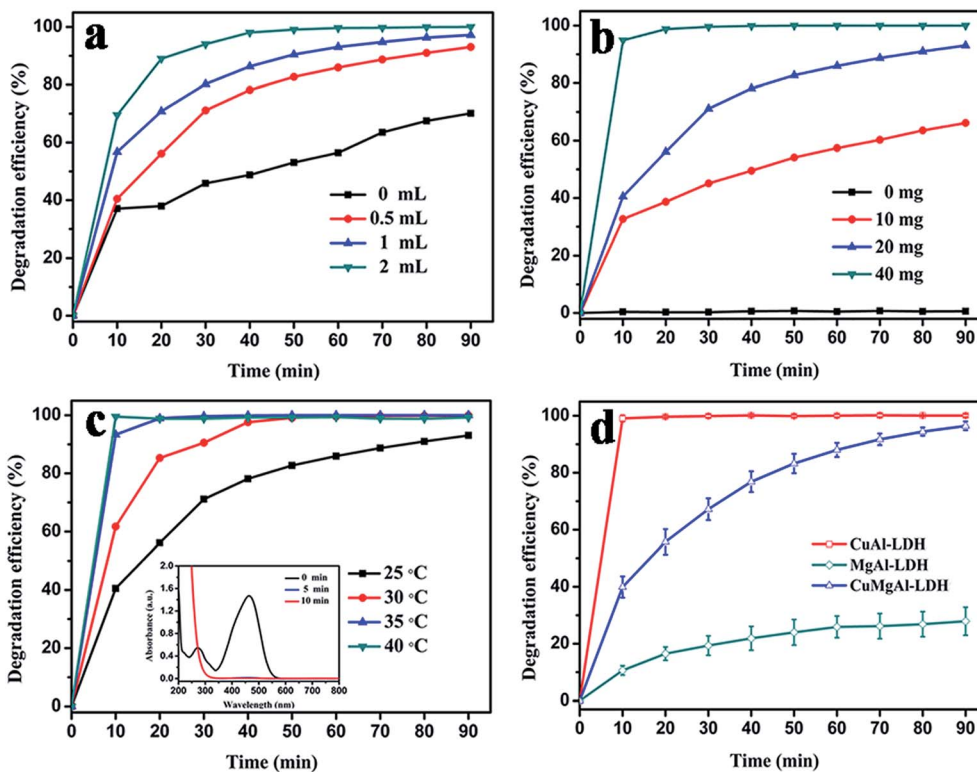 a
Degradation efficiency (%)
100
80
60
40
20
0
0 mL
0.5 mL
1 mL
2 mL
0 10 20 30 40 50 60 70 80 90
Time (min)
b
Degradation efficiency (%)
100
80
60
40
20
0
0 mg
10 mg
20 mg
40 mg
0 10 20 30 40 50 60 70 80 90
Time (min)
c
Degradation efficiency (%)
100
80
60
40
20
0
25 °C
30 °C
35 °C
40 °C
Absorbance (a.u.)
2.0
1.6
1.2
0.8
0.4
0.0
0 min
5 min
10 min
200 300 400 500 600 700 800
Wavelength (nm)
0 10 20 30 40 50 60 70 80 90
Time (min)
d
Degradation efficiency (%)
100
80
60
40
20
0
CuAl-LDH
MgAl-LDH
CuMgAl-LDH
0 10 20 30 40 50 60 70 80 90
Time (min)